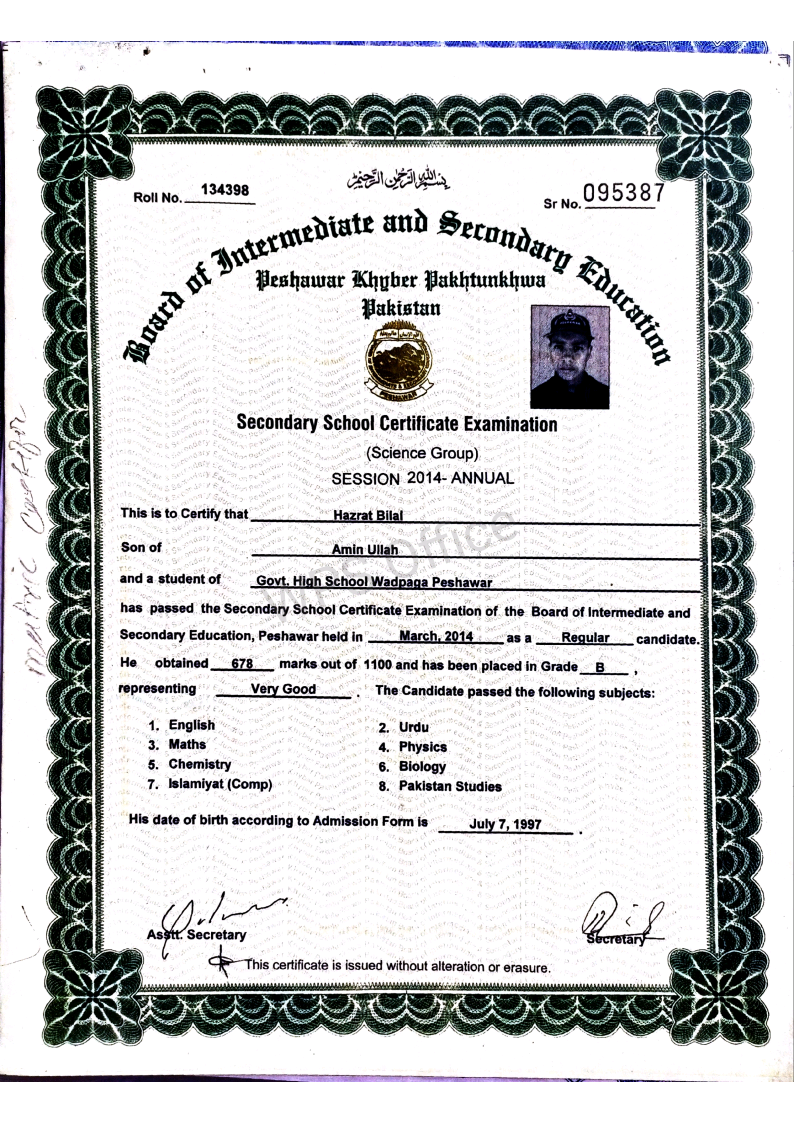 بسم الله الرحمن الرحيم
Roll No. 134398
Sr No. 095387
Board of Intermediate and Secondary Education
Peshawar Khyber Pakhtunkhwa
Pakistan
PESHAWAR
Secondary School Certificate Examination
(Science Group)
SESSION 2014- ANNUAL
This is to Certify that Hazrat Bilal
Son of Amin Ullah
and a student of Govt. High School Wadpaga Peshawar
has passed the Secondary School Certificate Examination of the Board of Intermediate and
Secondary Education, Peshawar held in March, 2014 as a Regular candidate.
He obtained 678 marks out of 1100 and has been placed in Grade B ,
representing Very Good . The Candidate passed the following subjects:
1. English 2. Urdu
3. Maths 4. Physics
5. Chemistry 6. Biology
7. Islamiyat (Comp) 8. Pakistan Studies
His date of birth according to Admission Form is July 7, 1997 .
Asstt. Secretary
Secretary
This certificate is issued without alteration or erasure.
WPS Office
matric